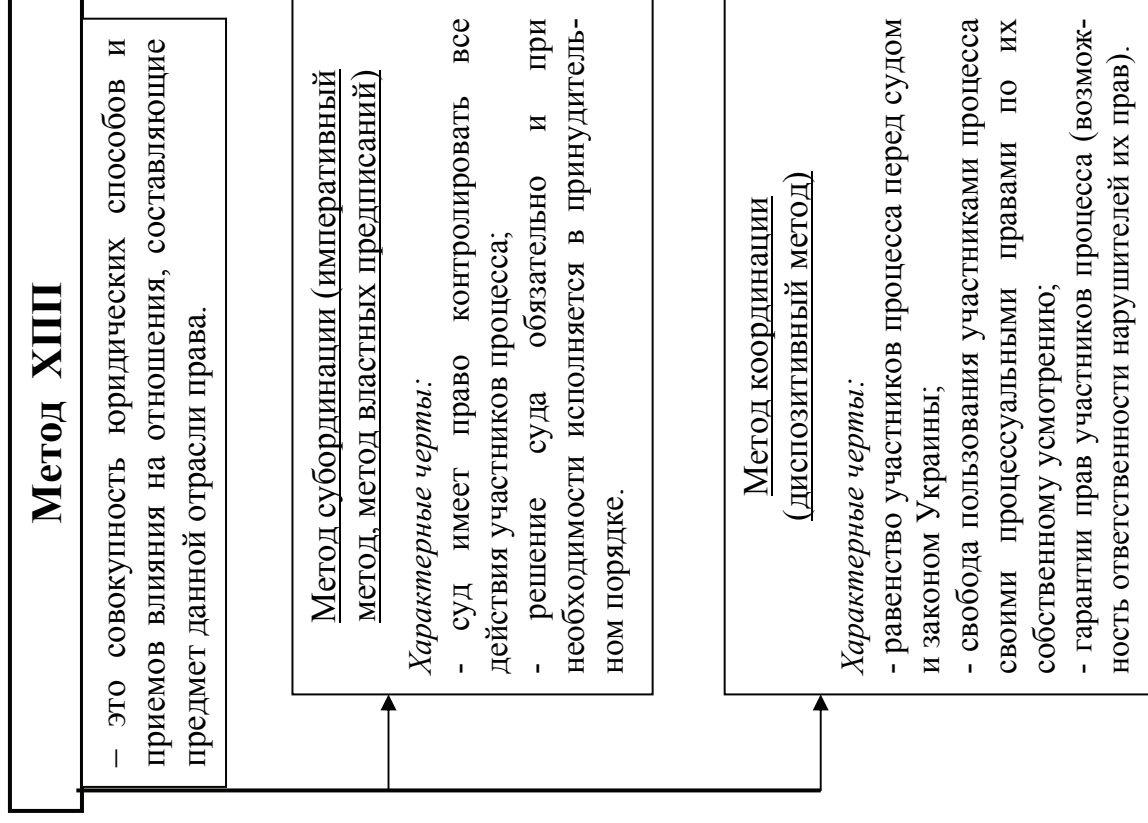 Метод ХПП
– это совокупность юридических способов и
приемов влияния на отношения, составляющие
предмет данной отрасли права.
Метод субординации (императивный
метод, метод властных предписаний)
Характерные черты:
- суд имеет право контролировать все
действия участников процесса;
- решение суда обязательно и при
необходимости исполняется в принудитель-
ном порядке.
Метод координации
(диспозитивный метод)
Характерные черты:
- равенство участников процесса перед судом
и законом Украины;
- свобода пользования участниками процесса
своими процессуальными правами по их
собственному усмотрению;
- гарантии прав участников процесса (возмож-
ность ответственности нарушителей их прав).